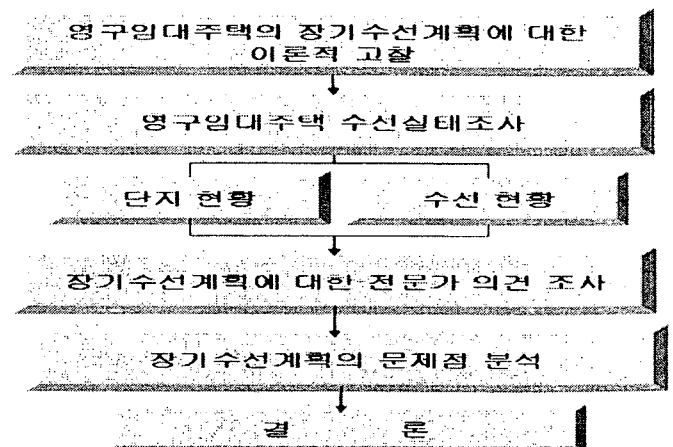 영구임대주택의 장기수선계획에 대한
이론적 고찰
영구임대주택 수선실태조사
단지 현황
수선 현황
장기수선계획에 대한 전문가 의견 조사
장기수선계획의 문제점 분석
결 론